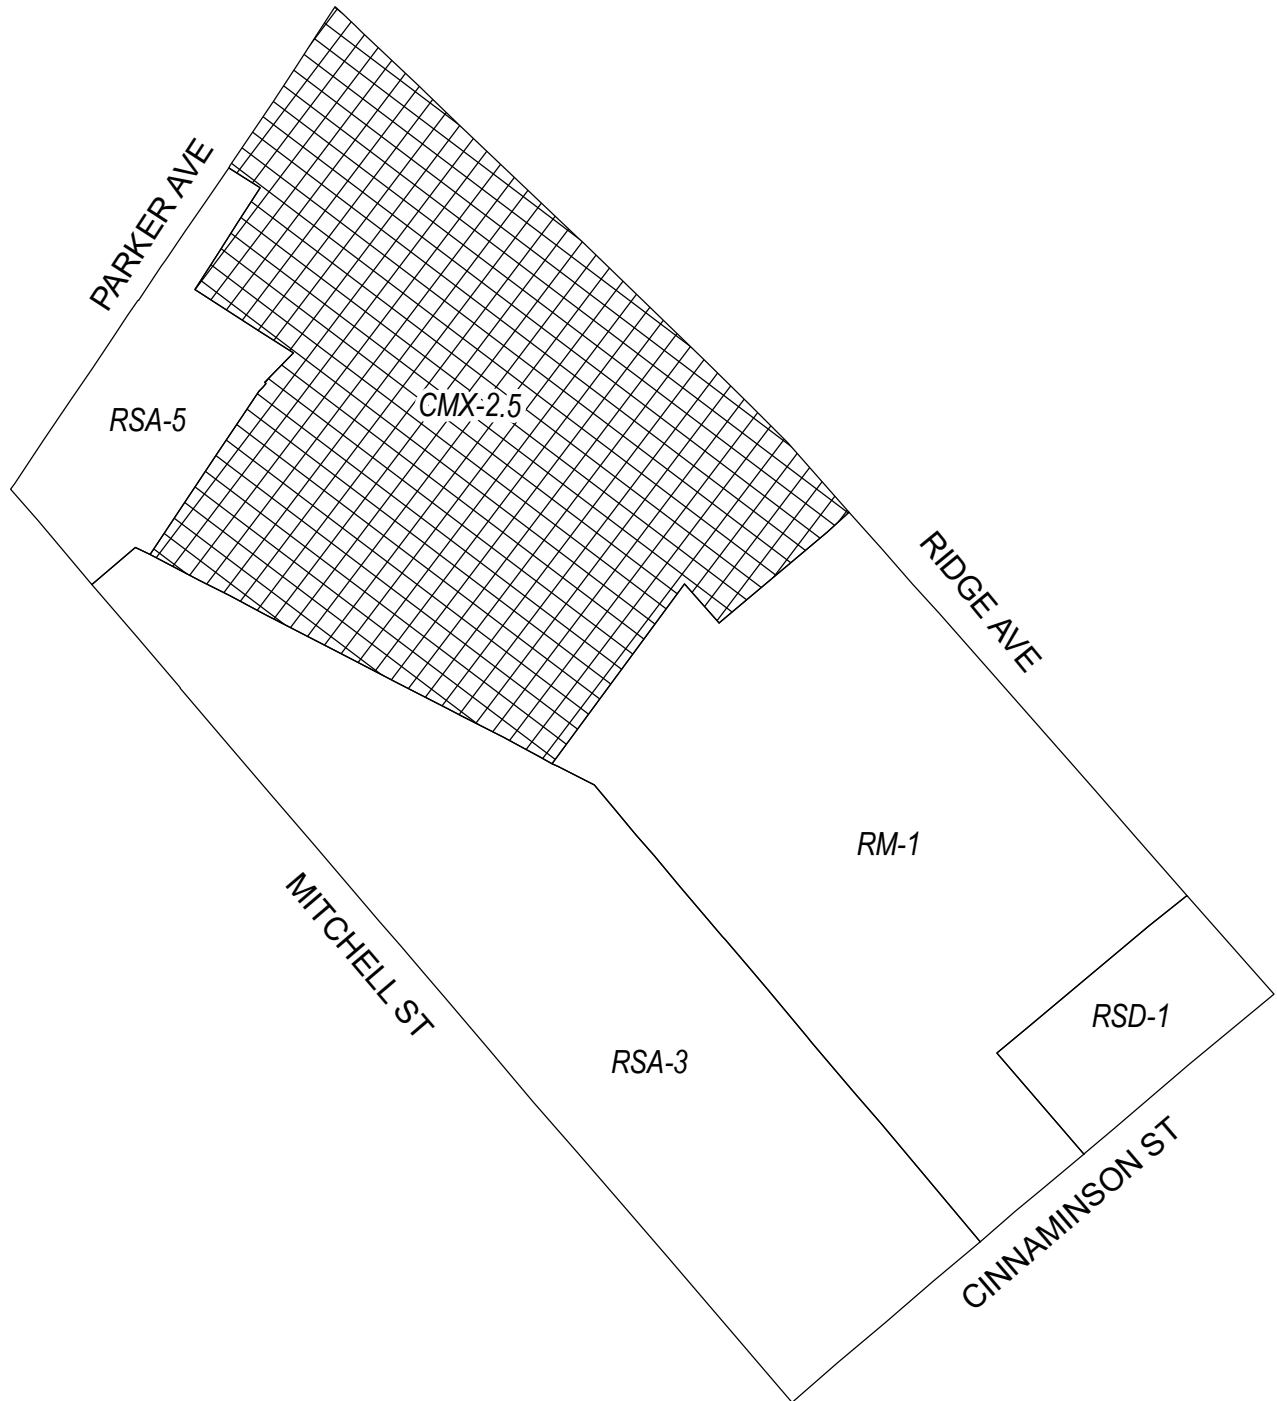 PARKER AVE
CMX-2.5
RSA-5
RIDGE AVE
RM-1
MITCHELL ST
RSD-1
RSA-3
CINNAMINSON ST